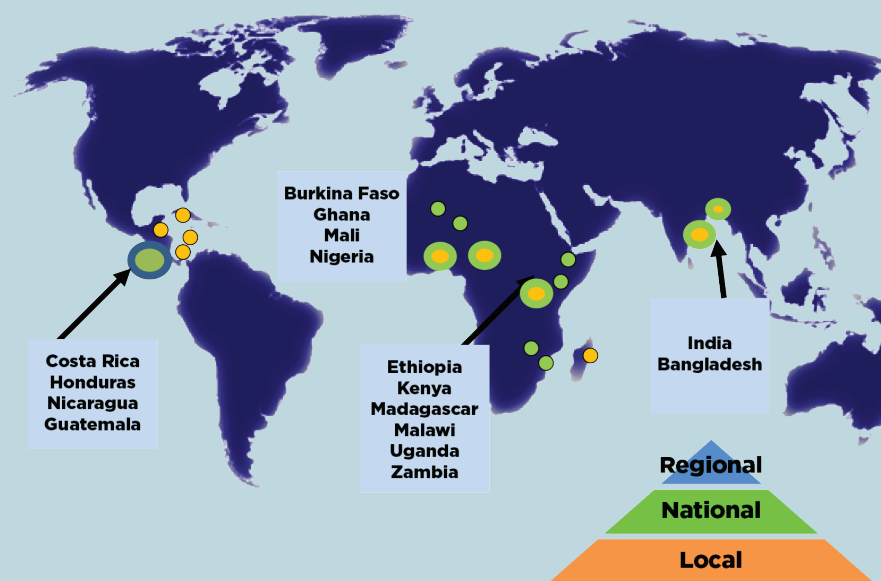 Burkina Faso
Ghana
Mali
Nigeria
Costa Rica
Honduras
Nicaragua
Guatemala
Ethiopia
Kenya
Madagascar
Malawi
Uganda
Zambia
India
Bangladesh
Regional
National
Local